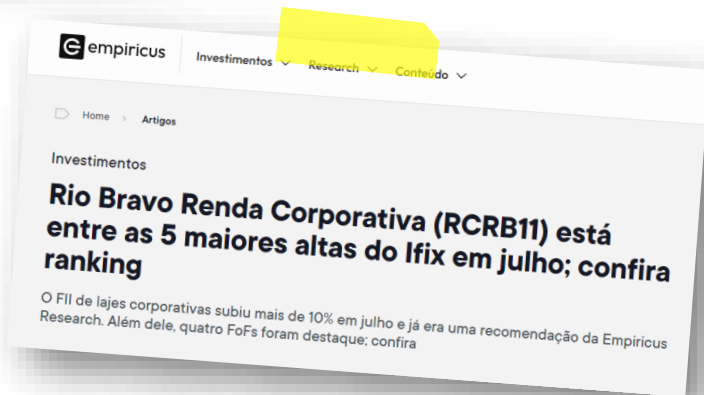 empiricus
Investimentos Research Conteúdo
Home > Artigos
Investimentos
Rio Bravo Renda Corporativa (RCRB11) está
entre as 5 maiores altas do Ifix em julho; confira
ranking
O FII de lajes corporativas subiu mais de 10% em julho e já era uma recomendação da Empiricus
Research. Além dele, quatro FoFs foram destaque; confira